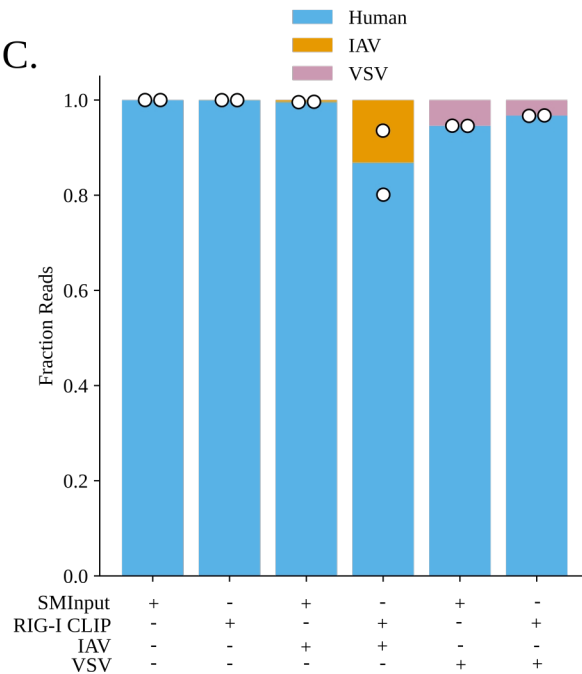 Human
IAV
VSV
C.
1.0
0.8
0.6
0.4
0.2
0.0
Fraction Reads
SMInput + - + - + -
RIG-I CLIP - + - + - +
IAV - - + + - -
VSV - - - - + +